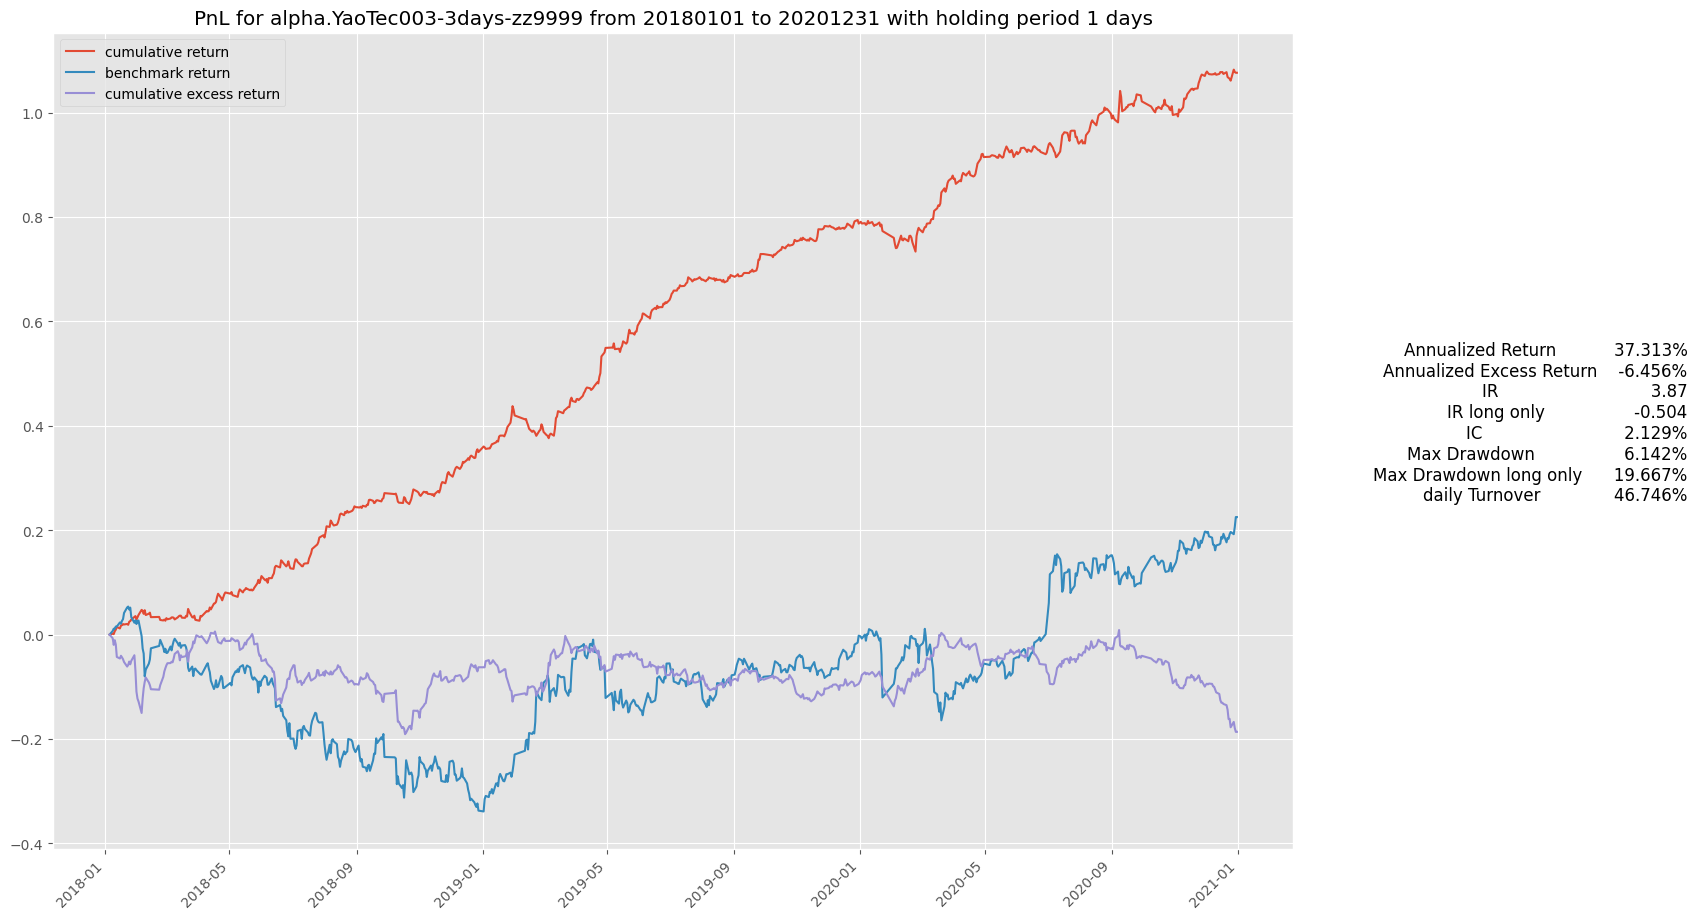 PnL for alpha.YaoTec003-3days-zz9999 from 20180101 to 20201231 with holding period 1 days
cumulative return
benchmark return
cumulative excess return
1.0
0.8
0.6
0.4
0.2
0.0
−0.2
−0.4
2018-01
2018-05
2018-09
2019-01
2019-05
2019-09
2020-01
2020-05
2020-09
2021-01
Annualized Return 37.313%
Annualized Excess Return -6.456%
IR 3.87
IR long only -0.504
IC 2.129%
Max Drawdown 6.142%
Max Drawdown long only 19.667%
daily Turnover 46.746%